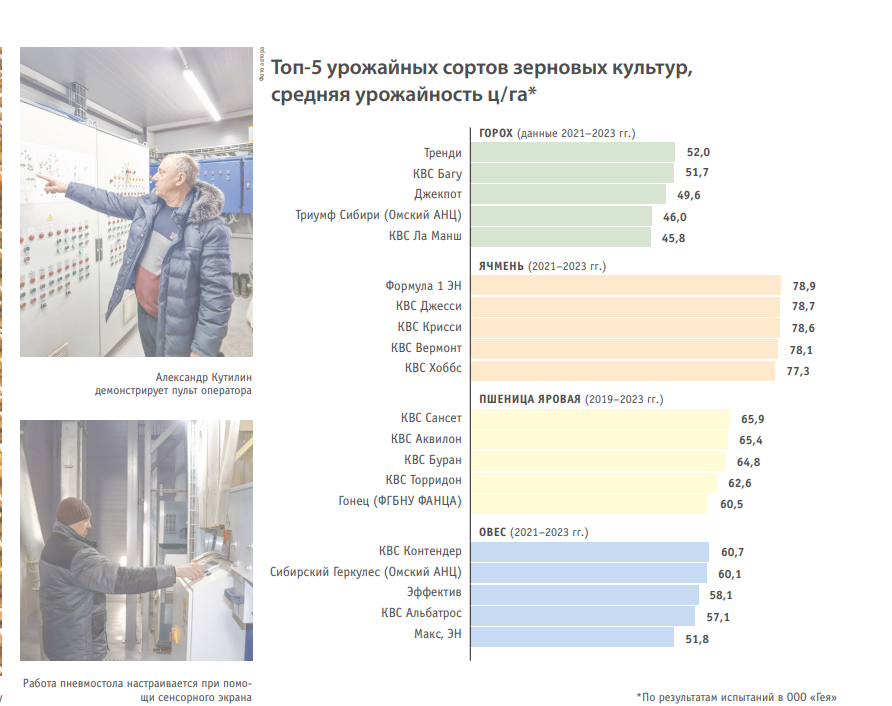 Фото автора
Топ-5 урожайных сортов зерновых культур,
средняя урожайность ц/га*
ГОРОХ (данные 2021–2023 гг.)
Тренди 52,0
КВС Багу 51,7
Джекпот 49,6
Триумф Сибири (Омский АНЦ) 46,0
КВС Ла Манш 45,8
ЯЧМЕНЬ (2021–2023 гг.)
Формула 1 ЭН 78,9
КВС Джесси 78,7
КВС Крисси 78,6
КВС Вермонт 78,1
КВС Хоббс 77,3
ПШЕНИЦА ЯРОВАЯ (2019–2023 гг.)
КВС Сансет 65,9
КВС Аквилон 65,4
КВС Буран 64,8
КВС Торридон 62,6
Гонец (ФГБНУ ФАНЦА) 60,5
ОВЕС (2021–2023 гг.)
КВС Контендер 60,7
Сибирский Геркулес (Омский АНЦ) 60,1
Эффектив 58,1
КВС Альбатрос 57,1
Макс, ЭН 51,8
*По результатам испытаний в ООО «Гея»
Александр Кутилин
демонстрирует пульт оператора
Работа пневмостола настраивается при помо-
щи сенсорного экрана